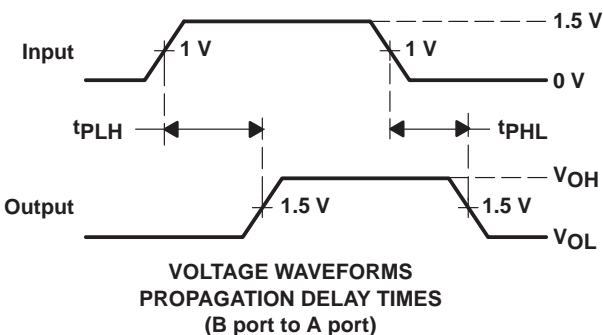 1.5 V
Input
1 V
1 V
0 V
tPLH
tPHL
VOH
Output
1.5 V
1.5 V
VOL
VOLTAGE WAVEFORMS
PROPAGATION DELAY TIMES
(B port to A port)